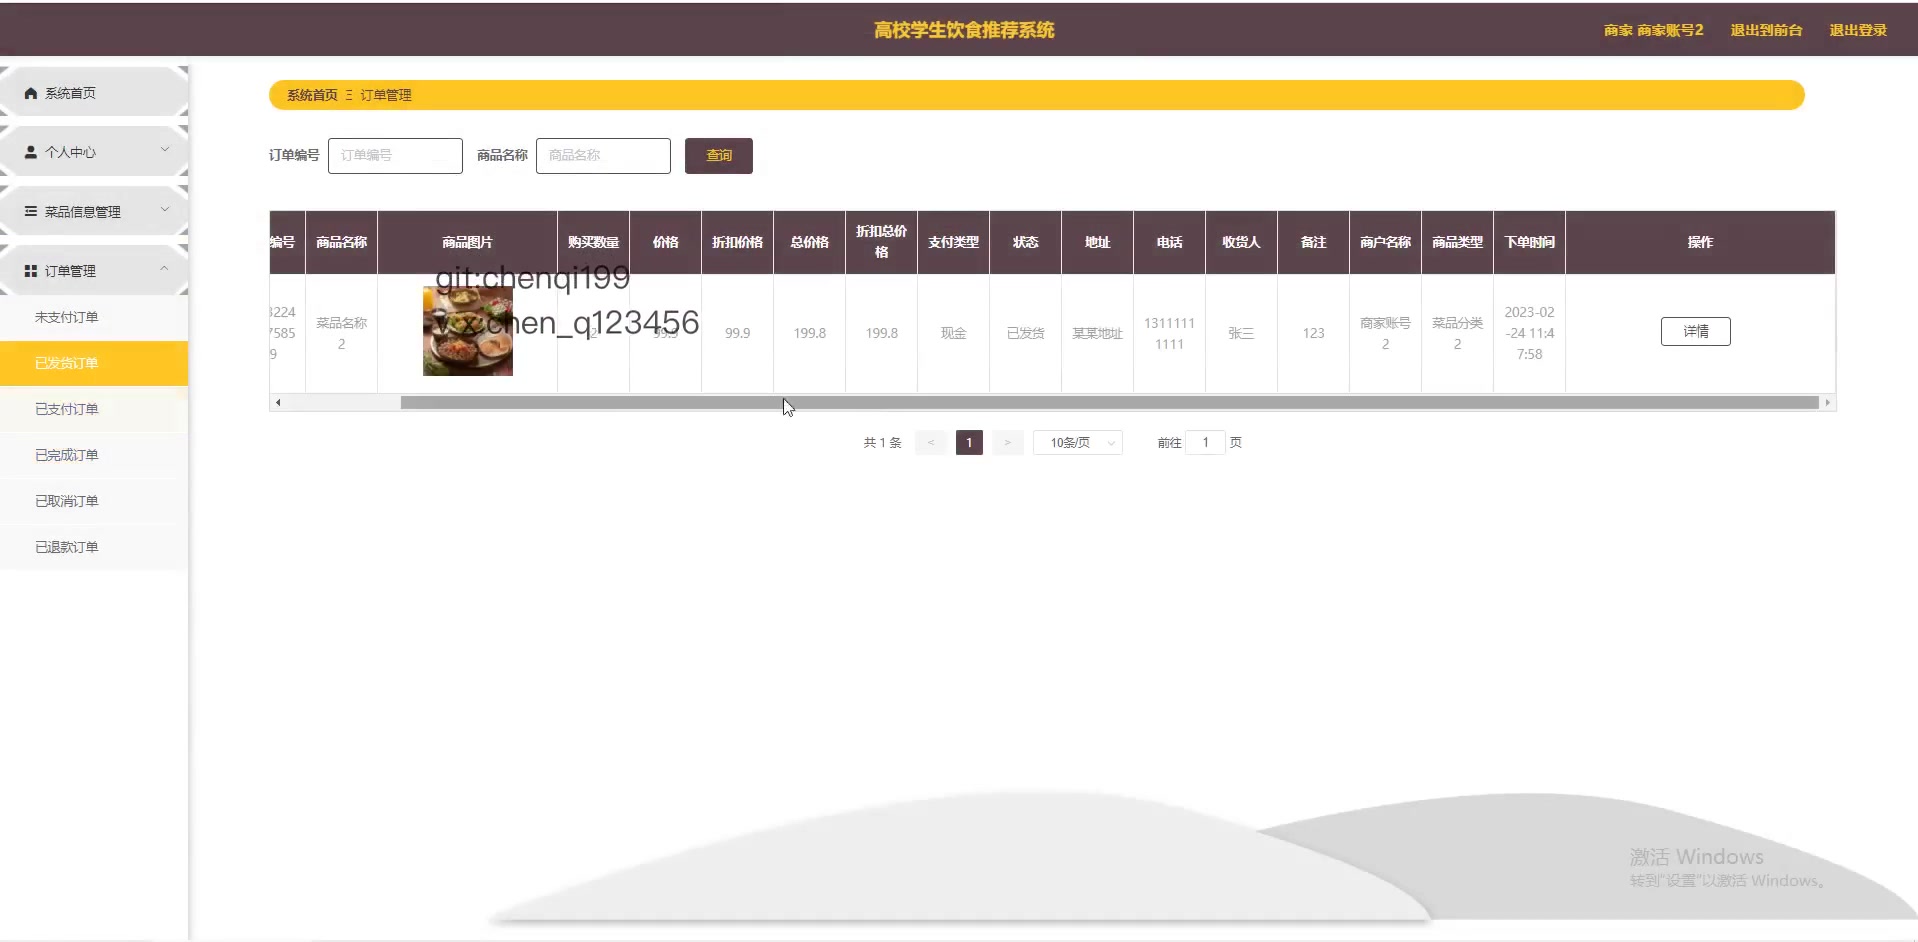 高校学生饮食推荐系统
商家 商家账号2 退出到前台 退出登录
系统首页
个人中心
菜品信息管理
订单管理
未支付订单
已发货订单
已支付订单
已完成订单
已取消订单
已退款订单
系统首页 Ξ 订单管理
订单编号 订单编号 商品名称 商品名称 查询
编号 商品名称 商品图片 购买数量 价格 折扣价格 总价格 折扣总价格 支付类型 状态 地址 电话 收货人 备注 商户名称 商品类型 下单时间 操作
git:chenqi199
v x:chen_q123456
3224
7585
9
菜品名称
2
2
99.9
99.9
199.8
199.8
现金
已发货
某某地址
1311111
1111
张三
123
商家账号
2
菜品分类
2
2023-02
-24 11:4
7:58
详情
共 1 条 < 1 > 10条/页 前往 1 页
激活 Windows
转到"设置"以激活 Windows。